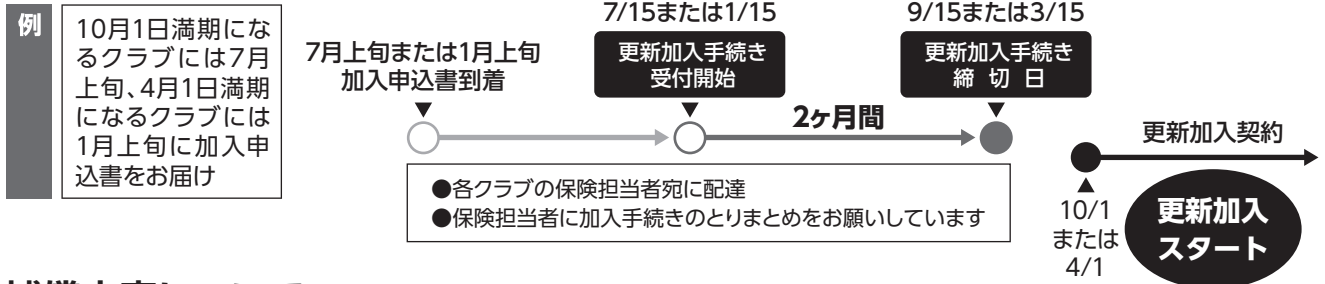 例
10月1日満期にな
るクラブには7月
上旬、4月1日満期
になるクラブには
1月上旬に加入申
込書をお届け
7月上旬または1月上旬
加入申込書到着
7/15または1/15
更新加入手続き
受付開始
2ヶ月間
9/15または3/15
更新加入手続き
締切日
●各クラブの保険担当者宛に配達
●保険担当者に加入手続きのとりまとめをお願いしています
更新加入契約
10/1
または
4/1
更新加入
スタート